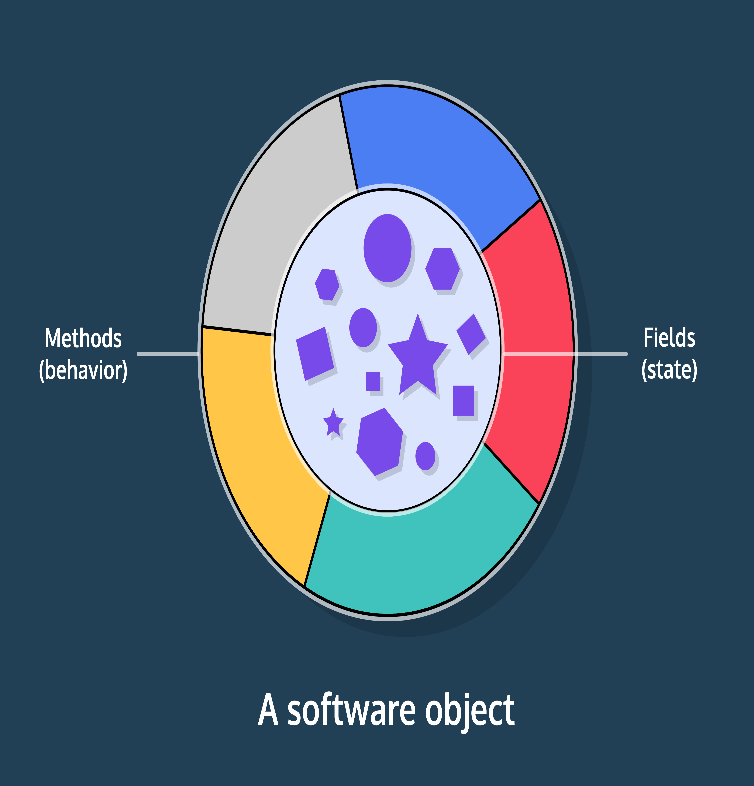 Methods
(behavior)
Fields
(state)
A software object